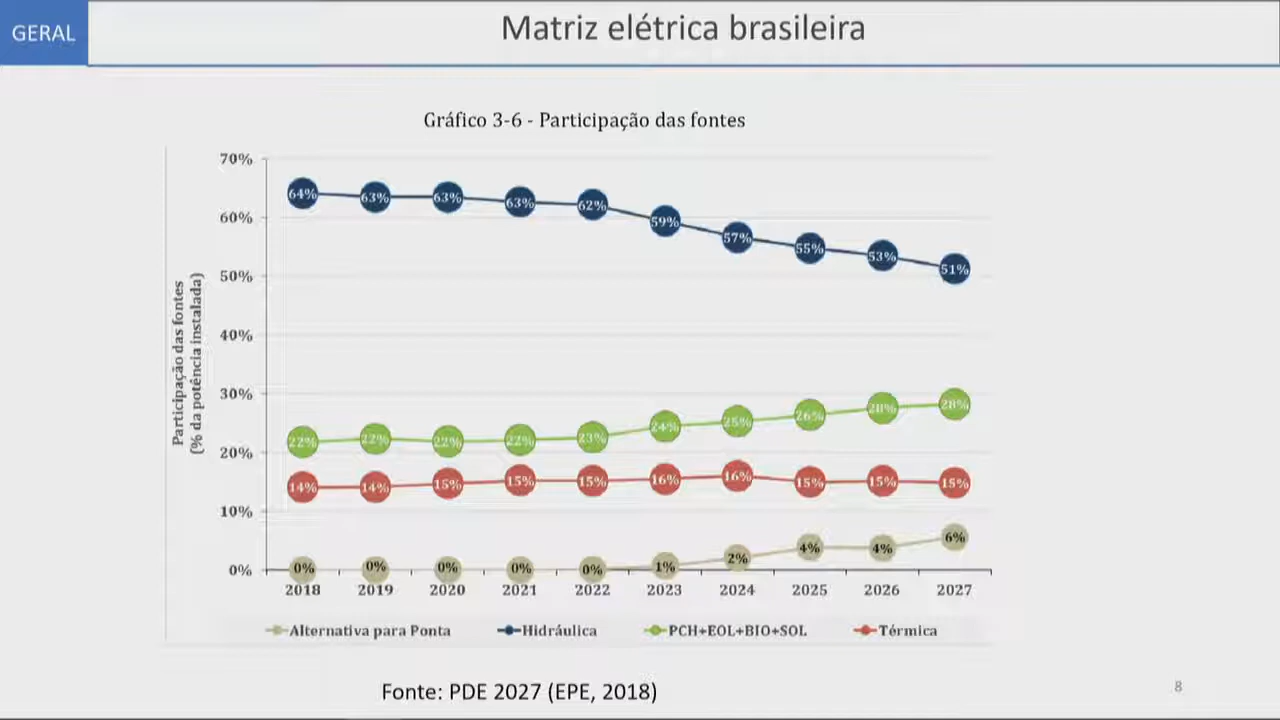 GERAL
Matriz elétrica brasileira
Gráfico 3-6 - Participação das fontes
Participação das fontes
(% da potência instalada)
70%
60%
50%
40%
30%
20%
10%
0%
64% 63% 63% 63% 62% 59% 57% 55% 53% 51%
22% 22% 22% 22% 23% 24% 25% 26% 28% 28%
14% 14% 15% 15% 15% 16% 16% 15% 15% 15%
0% 0% 0% 0% 0% 1% 2% 4% 4% 6%
2018 2019 2020 2021 2022 2023 2024 2025 2026 2027
Alternativa para Ponta Hidráulica PCH+EOL+BIO+SOL Térmica
Fonte: PDE 2027 (EPE, 2018)
8